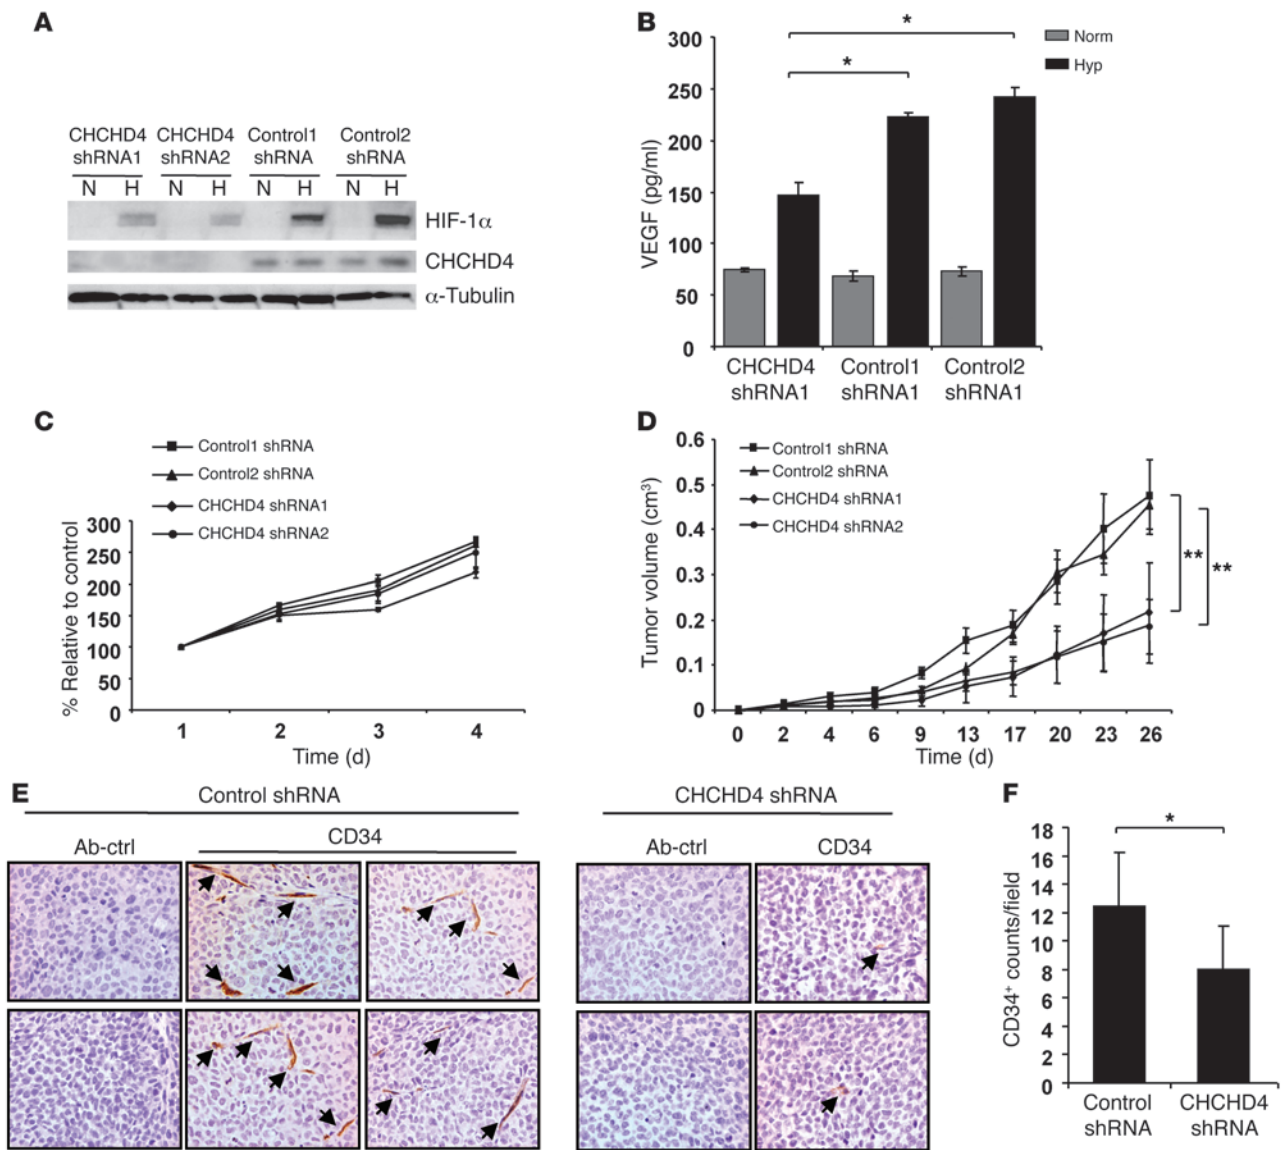 A
CHCHD4 CHCHD4 Control1 Control2
shRNA1 shRNA2 shRNA shRNA
N H N H N H N H
HIF-1α
CHCHD4
α-Tubulin
B
* *
Norm
Hyp
300
250
200
150
100
50
0
VEGF (pg/ml)
CHCHD4 Control1 Control2
shRNA1 shRNA1 shRNA1
C
Control1 shRNA
Control2 shRNA
CHCHD4 shRNA1
CHCHD4 shRNA2
300
250
200
150
100
50
0
% Relative to control
1 2 3 4
Time (d)
D
Control1 shRNA
Control2 shRNA
CHCHD4 shRNA1
CHCHD4 shRNA2
0.6
0.5
0.4
0.3
0.2
0.1
0
Tumor volume (cm³)
** **
0 2 4 6 9 13 17 20 23 26
Time (d)
E
Control shRNA CHCHD4 shRNA
Ab-ctrl CD34 Ab-ctrl CD34
F
*
18
16
14
12
10
8
6
4
2
0
CD34⁺ counts/field
Control CHCHD4
shRNA shRNA